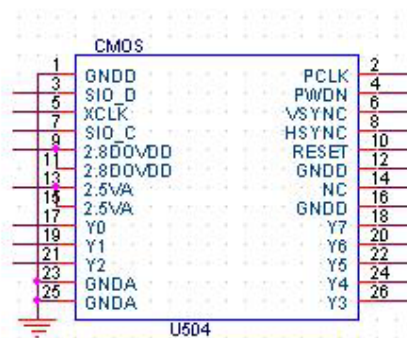 CMOS
1 GNDD PCLK 2
3 SIO_D PWDN 4
5 XCLK VSYNC 6
7 SIO_C HSYNC 8
9 2.8DOVDD RESET 10
11 2.8DOVDD GNDD 12
13 2.5VA NC 14
15 2.5VA GNDD 16
17 Y0 Y7 18
19 Y1 Y6 20
21 Y2 Y5 22
23 GNDA Y4 24
25 GNDA Y3 26
U504